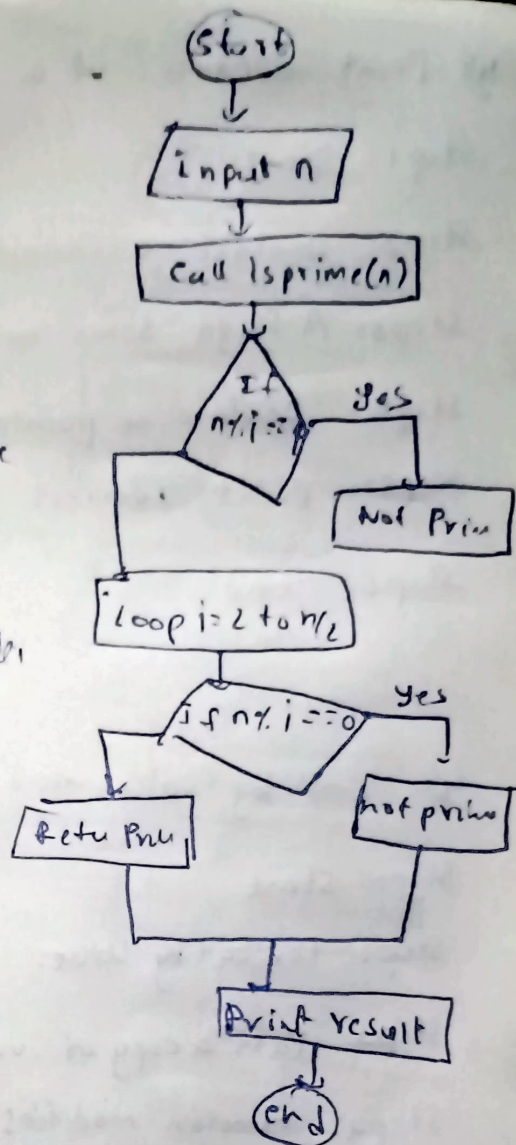 Start
input n
Call Isprime(n)
If
n%i==
Yes
Not Prim
Loop i=2 to n/2
If n% i ==0
Yes
not prime
Print result
end